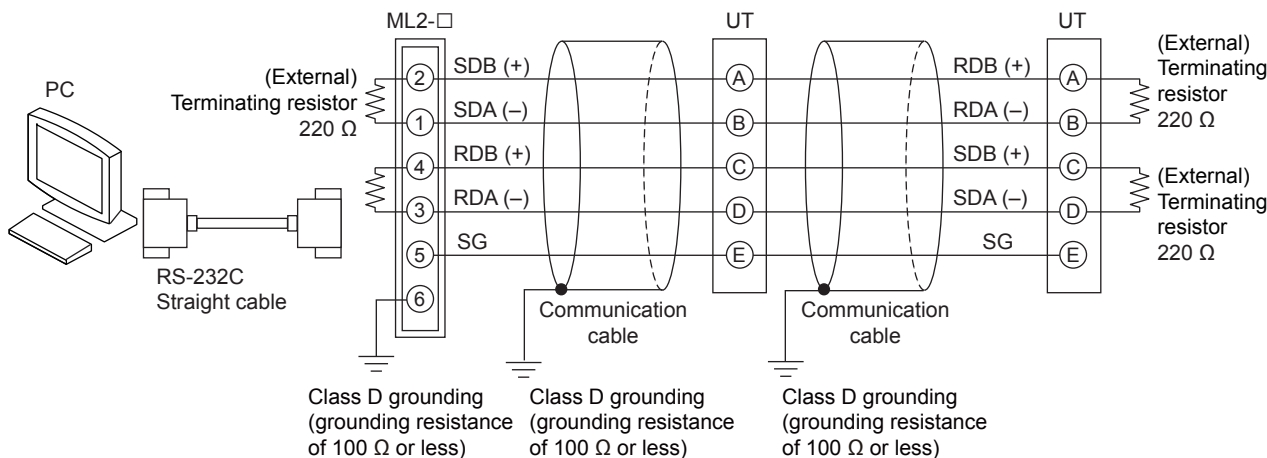 PC
RS-232C
Straight cable
(External)
Terminating resistor
220 Ω
ML2-□
2
1
4
3
5
6
SDB (+)
SDA (–)
RDB (+)
RDA (–)
SG
Communication
cable
UT
A
B
C
D
E
RDB (+)
RDA (–)
SDB (+)
SDA (–)
SG
Communication
cable
UT
A
B
C
D
E
(External)
Terminating
resistor
220 Ω
(External)
Terminating
resistor
220 Ω
Class D grounding
(grounding resistance
of 100 Ω or less)
Class D grounding
(grounding resistance
of 100 Ω or less)
Class D grounding
(grounding resistance
of 100 Ω or less)